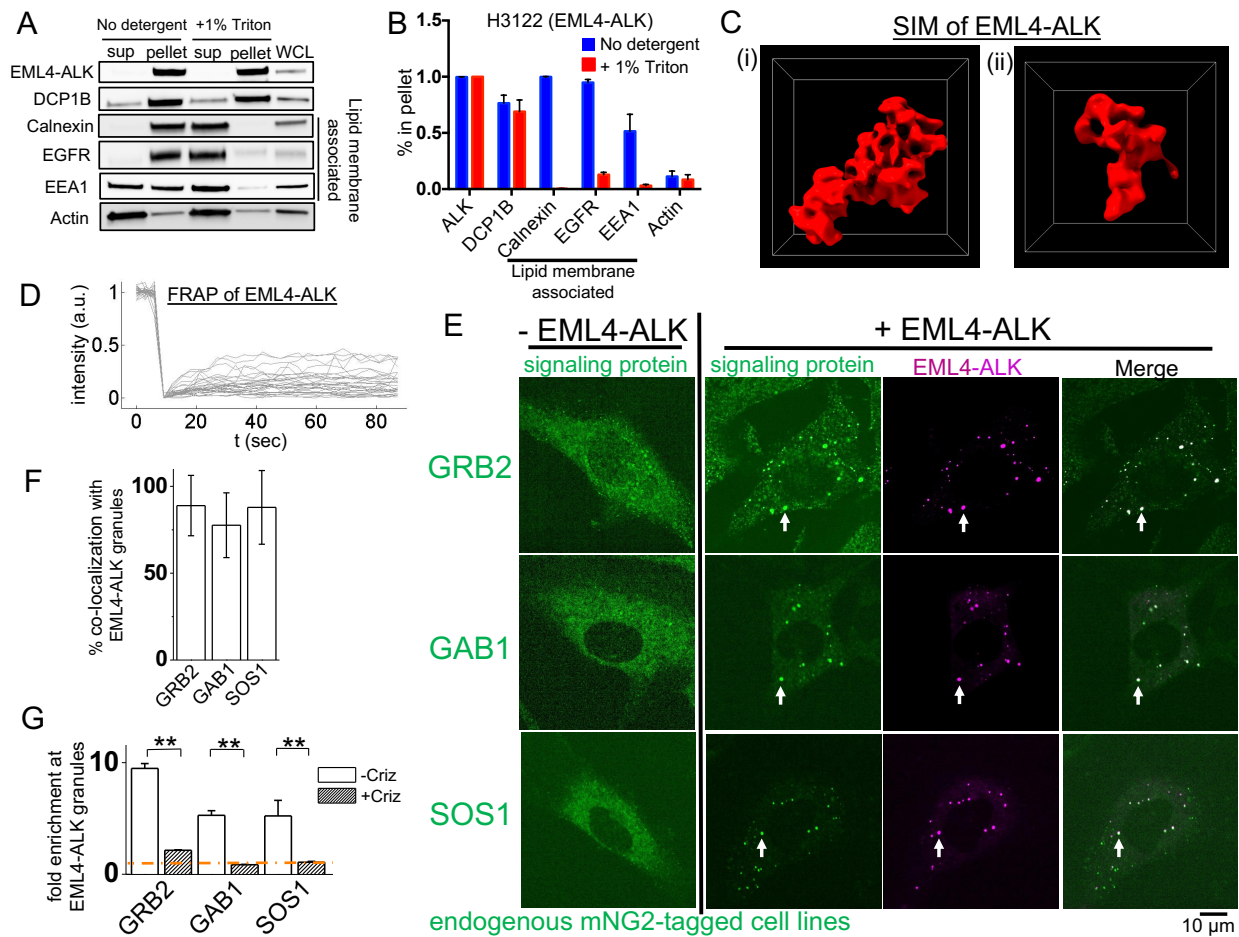 A
No detergent +1% Triton
sup pellet sup pellet WCL
EML4-ALK
DCP1B
Calnexin
EGFR
EEA1
Actin
Lipid membrane
associated
B
H3122 (EML4-ALK)
No detergent
+ 1% Triton
% in pellet
1.5
1.0
0.5
0.0
ALK
DCP1B
Calnexin
EGFR
EEA1
Actin
Lipid membrane
associated
C
SIM of EML4-ALK
(i)
(ii)
D
FRAP of EML4-ALK
intensity (a.u.)
1
0.5
0
0 20 40 60 80
t (sec)
E
- EML4-ALK
+ EML4-ALK
signaling protein
signaling protein
EML4-ALK
Merge
GRB2
GAB1
SOS1
endogenous mNG2-tagged cell lines
10 µm
F
% co-localization with
EML4-ALK granules
100
50
0
GRB2
GAB1
SOS1
G
fold enrichment at
EML4-ALK granules
10
0
** ** **
-Criz
+Criz
GRB2
GAB1
SOS1